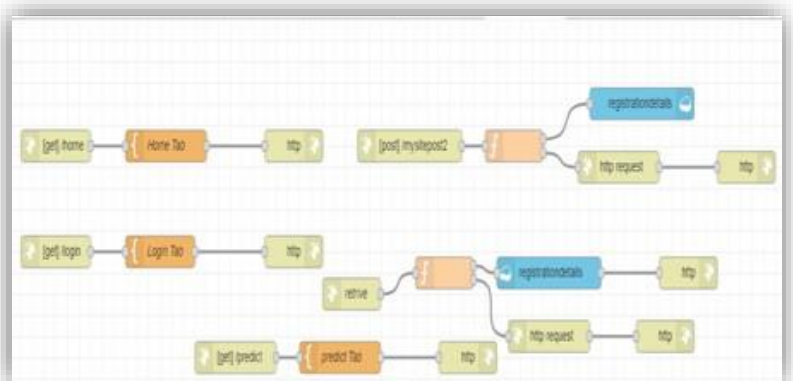 [get] /home
Home Tab
http
[post] /mysitepost2
f
registrationdetails
http request
http
[get] /login
Login Tab
http
retrive
f
registrationdetails
http
http request
http
[get] /predict
predict Tab
http